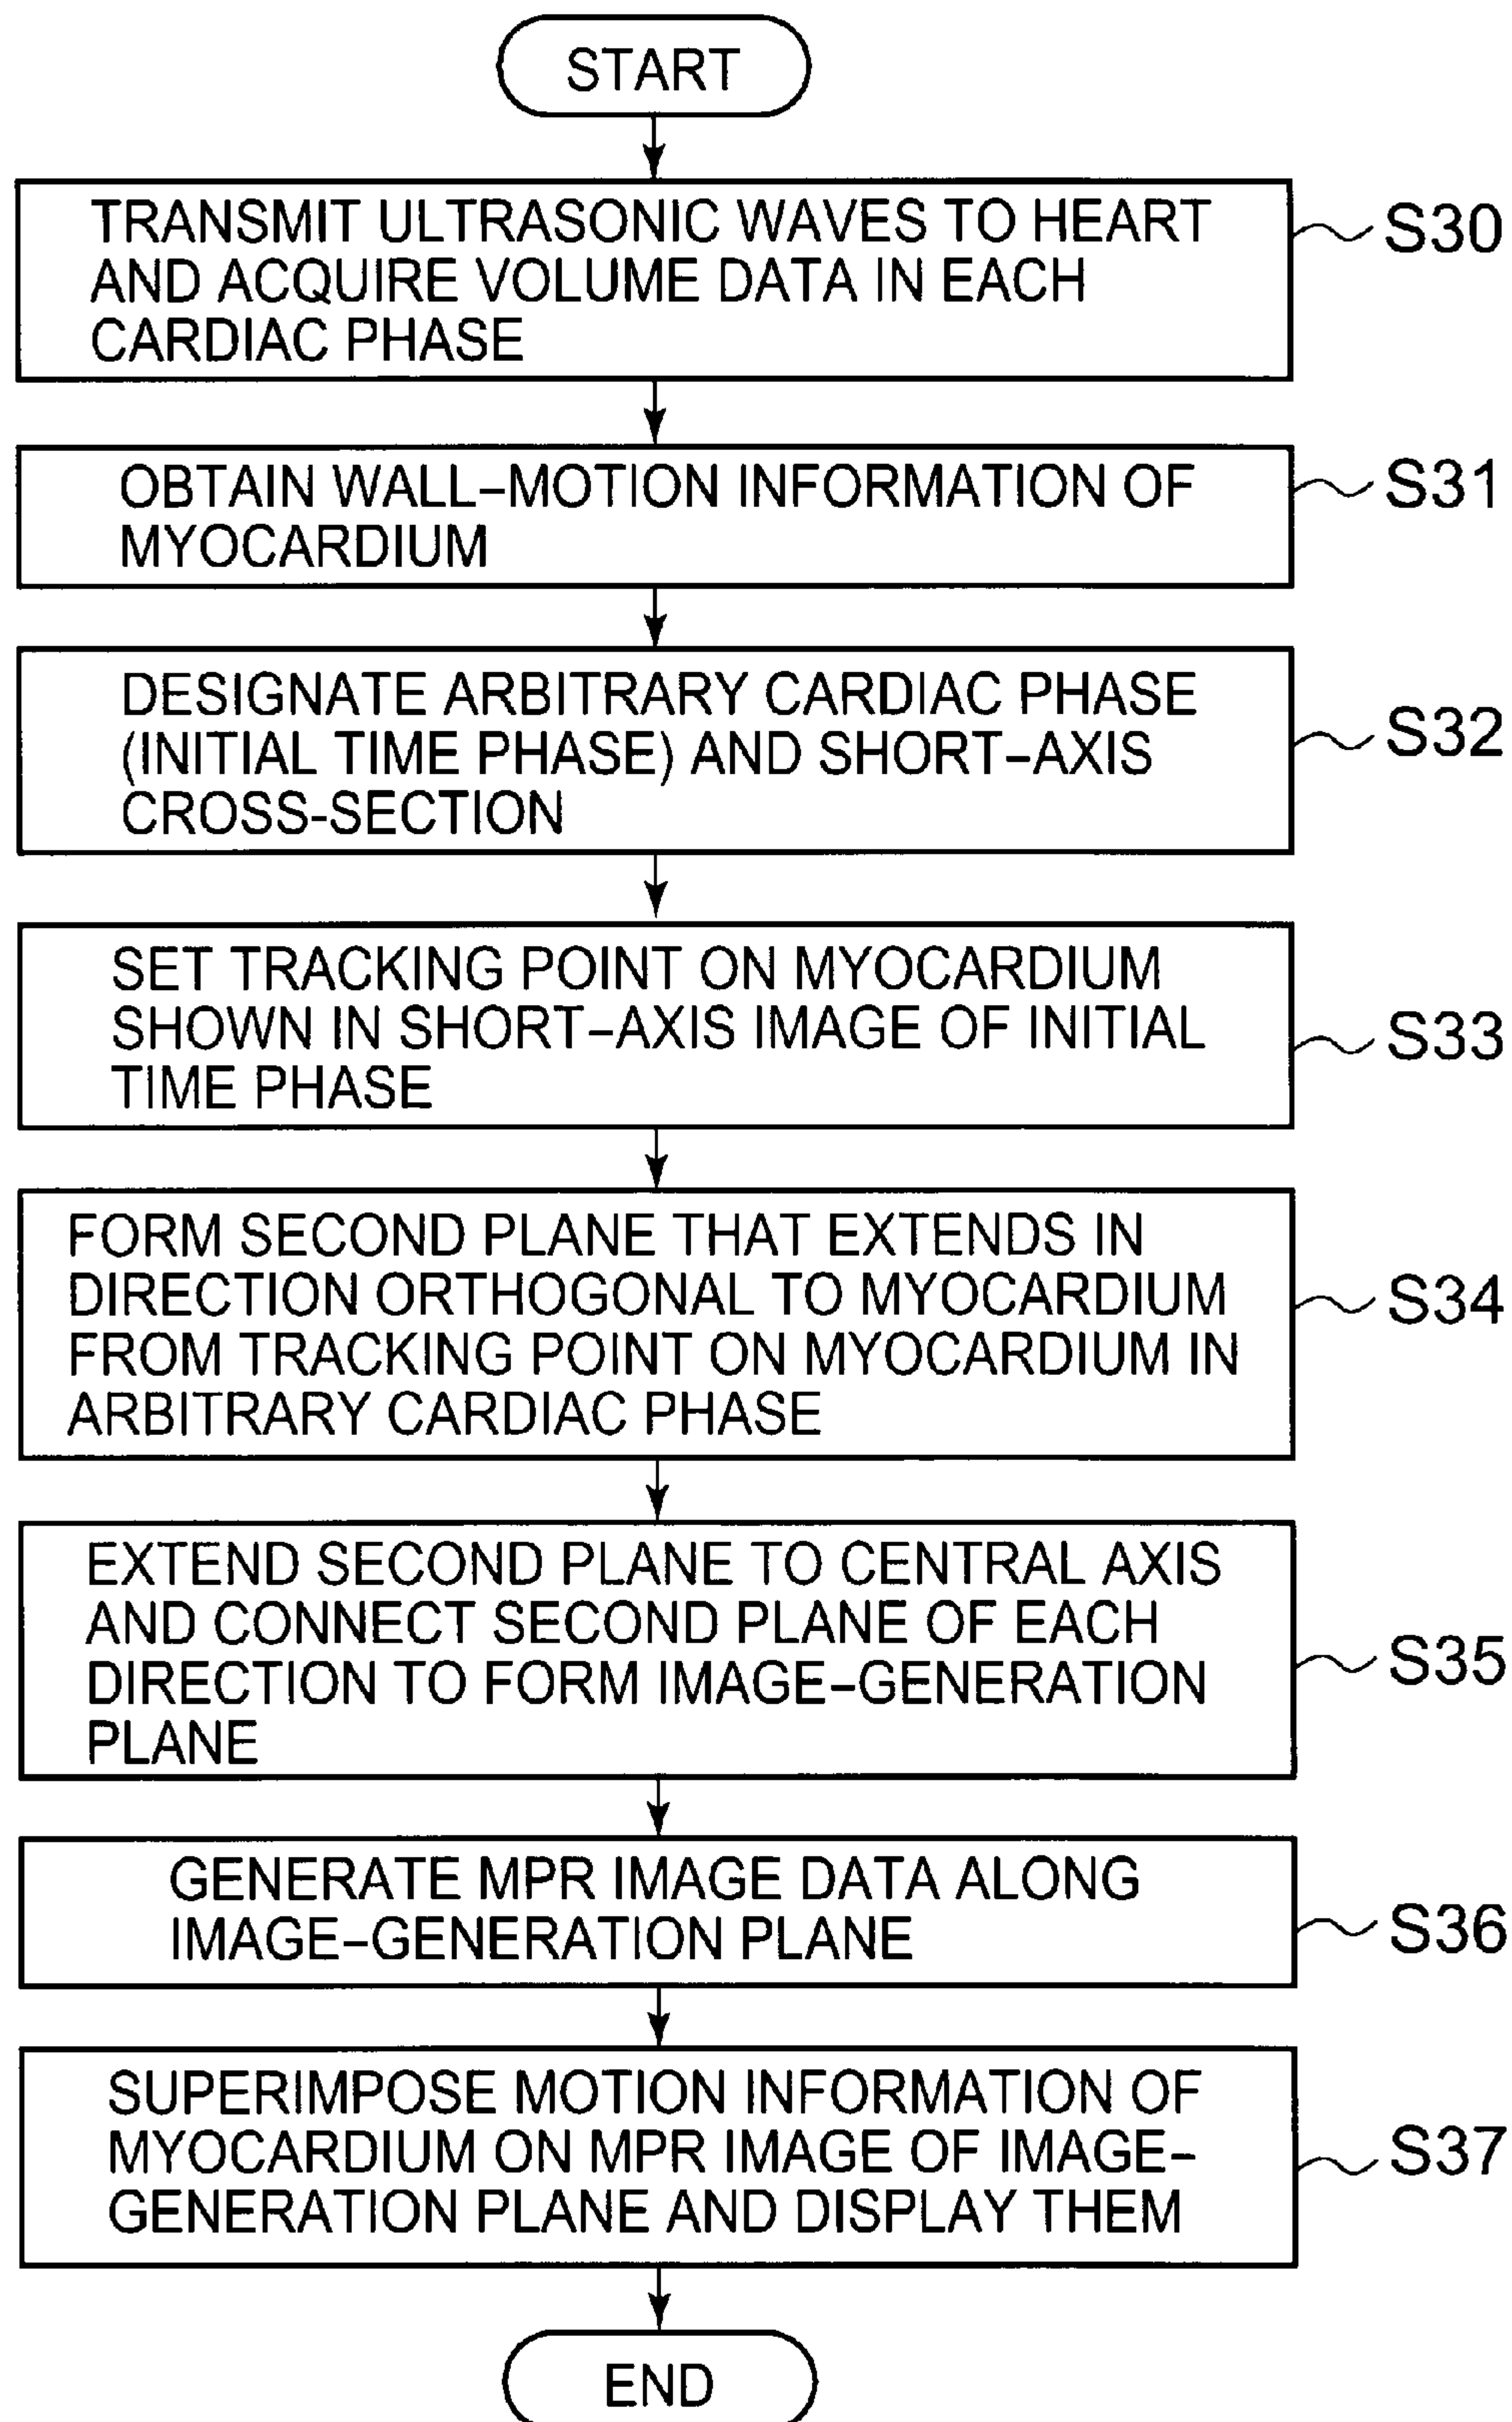 START
TRANSMIT ULTRASONIC WAVES TO HEART
AND ACQUIRE VOLUME DATA IN EACH
CARDIAC PHASE
S30
OBTAIN WALL-MOTION INFORMATION OF
MYOCARDIUM
S31
DESIGNATE ARBITRARY CARDIAC PHASE
(INITIAL TIME PHASE) AND SHORT-AXIS
CROSS-SECTION
S32
SET TRACKING POINT ON MYOCARDIUM
SHOWN IN SHORT-AXIS IMAGE OF INITIAL
TIME PHASE
S33
FORM SECOND PLANE THAT EXTENDS IN
DIRECTION ORTHOGONAL TO MYOCARDIUM
FROM TRACKING POINT ON MYOCARDIUM IN
ARBITRARY CARDIAC PHASE
S34
EXTEND SECOND PLANE TO CENTRAL AXIS
AND CONNECT SECOND PLANE OF EACH
DIRECTION TO FORM IMAGE-GENERATION
PLANE
S35
GENERATE MPR IMAGE DATA ALONG
IMAGE-GENERATION PLANE
S36
SUPERIMPOSE MOTION INFORMATION OF
MYOCARDIUM ON MPR IMAGE OF IMAGE-
GENERATION PLANE AND DISPLAY THEM
S37
END